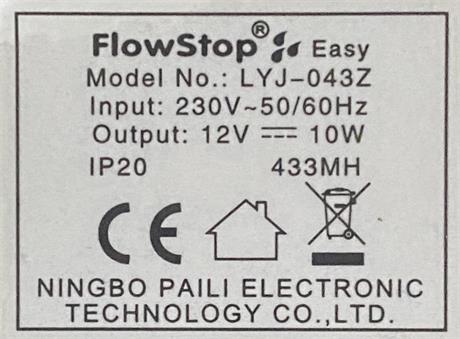 FlowStop® Easy
Model No.: LYJ-043Z
Input: 230V~50/60Hz
Output: 12V ⎓ 10W
IP20 433MH
CE
NINGBO PAILI ELECTRONIC
TECHNOLOGY CO.,LTD.